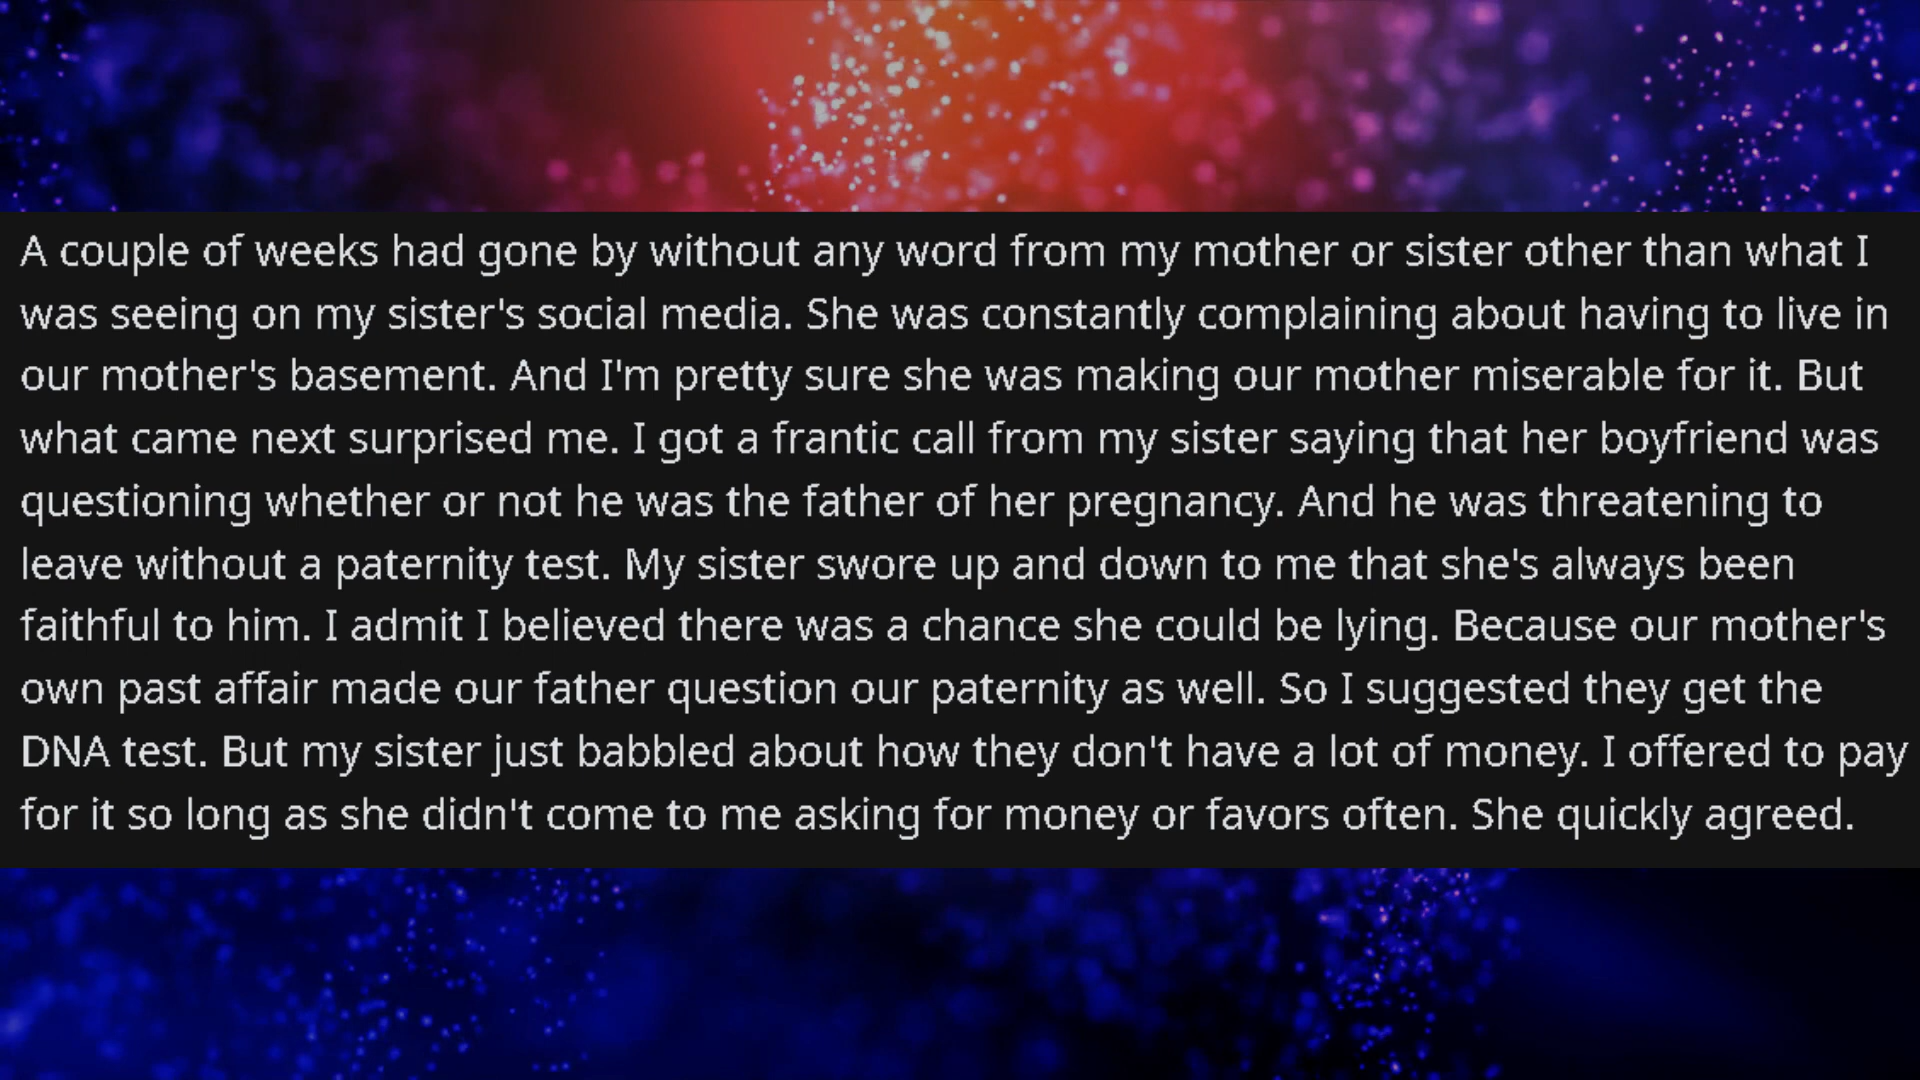 A couple of weeks had gone by without any word from my mother or sister other than what I
was seeing on my sister's social media. She was constantly complaining about having to live in
our mother's basement. And I'm pretty sure she was making our mother miserable for it. But
what came next surprised me. I got a frantic call from my sister saying that her boyfriend was
questioning whether or not he was the father of her pregnancy. And he was threatening to
leave without a paternity test. My sister swore up and down to me that she's always been
faithful to him. I admit I believed there was a chance she could be lying. Because our mother's
own past affair made our father question our paternity as well. So I suggested they get the
DNA test. But my sister just babbled about how they don't have a lot of money. I offered to pay
for it so long as she didn't come to me asking for money or favors often. She quickly agreed.